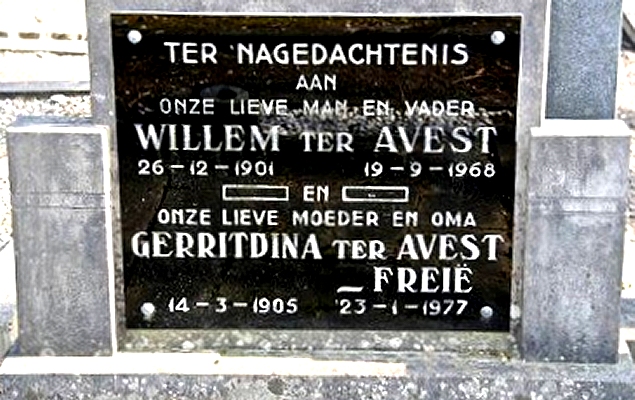 TER NAGEDACHTENIS
AAN
ONZE LIEVE MAN EN VADER
WILLEM TER AVEST
26-12-1901 19-9-1968
EN
ONZE LIEVE MOEDER EN OMA
GERRITDINA TER AVEST
_ FREIË
14-3-1905 23-1-1977